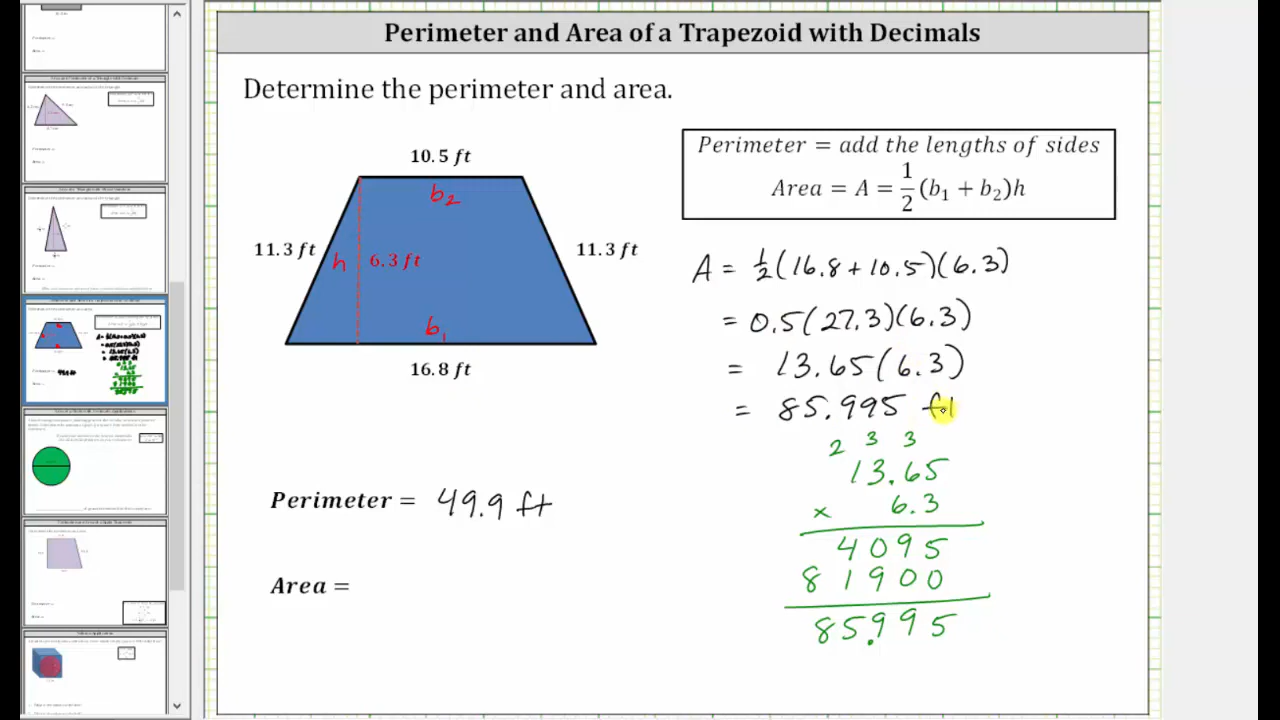 Perimeter and Area of a Trapezoid with Decimals
Determine the perimeter and area.
10.5 ft
b₂
11.3 ft
h
6.3 ft
11.3 ft
b₁
16.8 ft
Perimeter = add the lengths of sides
Area = A = 1/2 (b₁ + b₂)h
A = ½(16.8+10.5)(6.3)
= 0.5(27.3)(6.3)
= 13.65(6.3)
= 85.995 ft
2 3 3
13.65
× 6.3
4095
81900
85.995
Perimeter = 49.9 ft
Area =